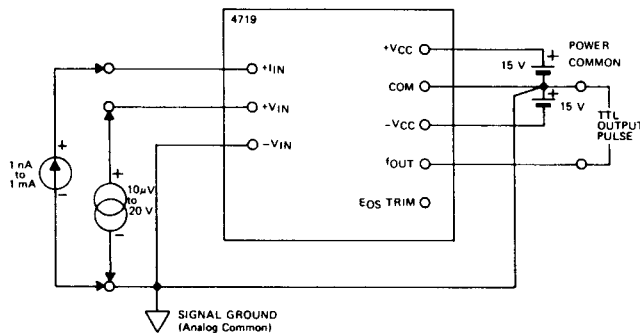 4719
+VCC
POWER
COMMON
+IIN
15 V
+
COM
+
+VIN
15 V
TTL
OUTPUT
PULSE
-VCC
-VIN
+
1 nA
to
1 mA
-
+
10μV
to
20 V
-
fOUT
EOS TRIM
SIGNAL GROUND
(Analog Common)